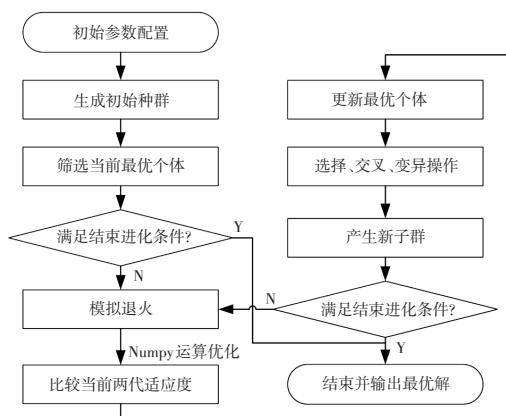 初始参数配置
生成初始种群
筛选当前最优个体
满足结束进化条件?
Y
N
模拟退火
Numpy运算优化
比较当前两代适应度
更新最优个体
选择、交叉、变异操作
产生新子群
满足结束进化条件?
N
Y
结束并输出最优解